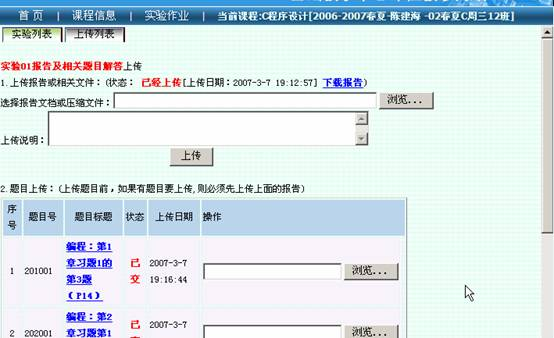 首 页 | 课程信息 | 实验作业 | 当前课程:C程序设计[2006-2007春夏-陈建海 -02春夏C周三12班]
实验列表 上传列表
实验01报告及相关题目解答上传
1.上传报告或相关文件：(状态： 已经上传[上传日期：2007-3-7 19:12:57] 下载报告)
选择报告文档或压缩文件： 浏览...
上传说明：
上传
2.题目上传：(上传题目前，如果有题目要上传,则必须先上传上面的报告)
序号 题目号 题目标题 状态 上传日期 操作
编程：第1
章习题1的
1 201001 第3题 已交 2007-3-7 19:16:44 浏览...
（P14）
编程：第2
2 202001 章习题第1 已 2007-3-7 浏览...